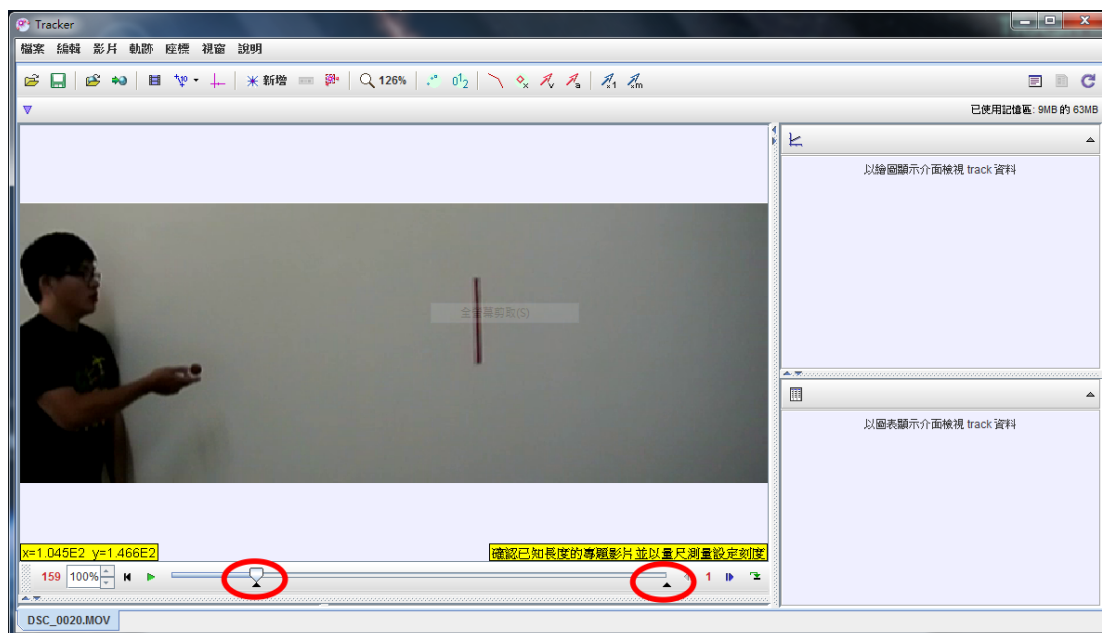 Tracker
檔案 編輯 影片 軌跡 座標 視窗 說明
新增 126%
已使用記憶區: 9MB 的 63MB
以繪圖顯示介面檢視 track 資料
全螢幕剪取(S)
以圖表顯示介面檢視 track 資料
x=1.045E2 y=1.466E2
確認已知長度的專題影片並以量尺測量設定刻度
159 100% 1
DSC_0020.MOV